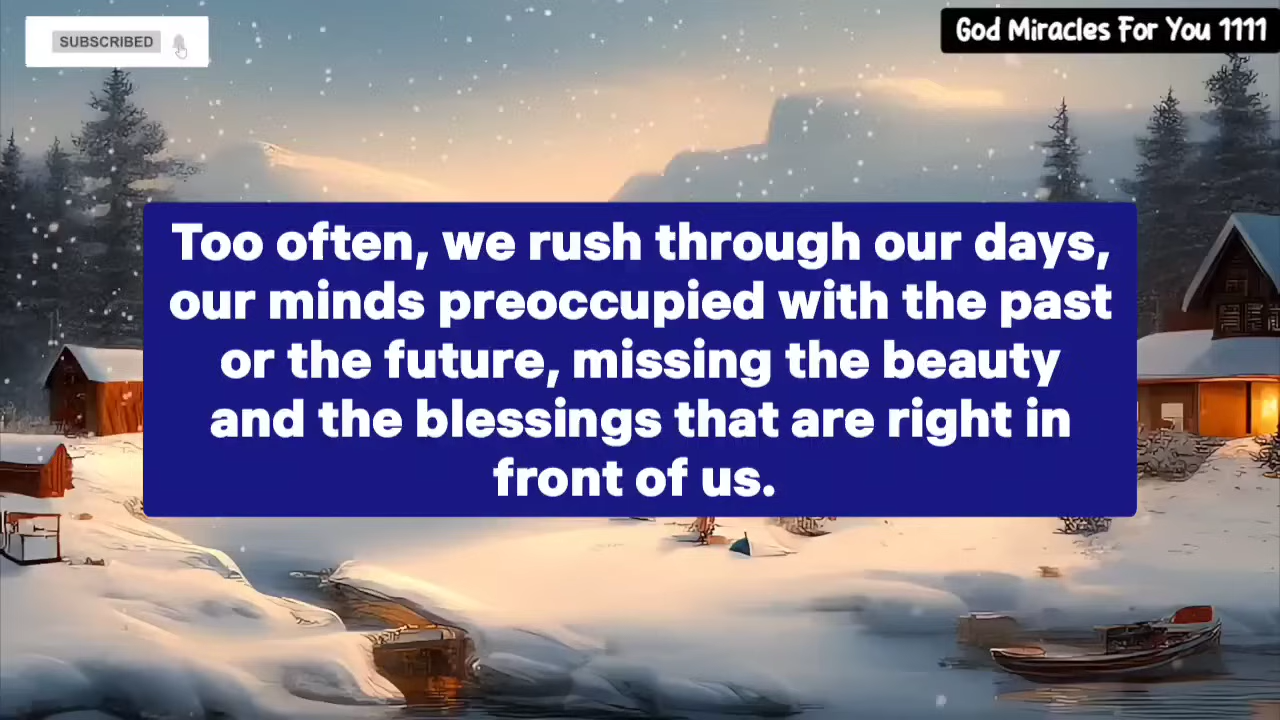 SUBSCRIBED
God Miracles For You 1111
Too often, we rush through our days,
our minds preoccupied with the past
or the future, missing the beauty
and the blessings that are right in
front of us.